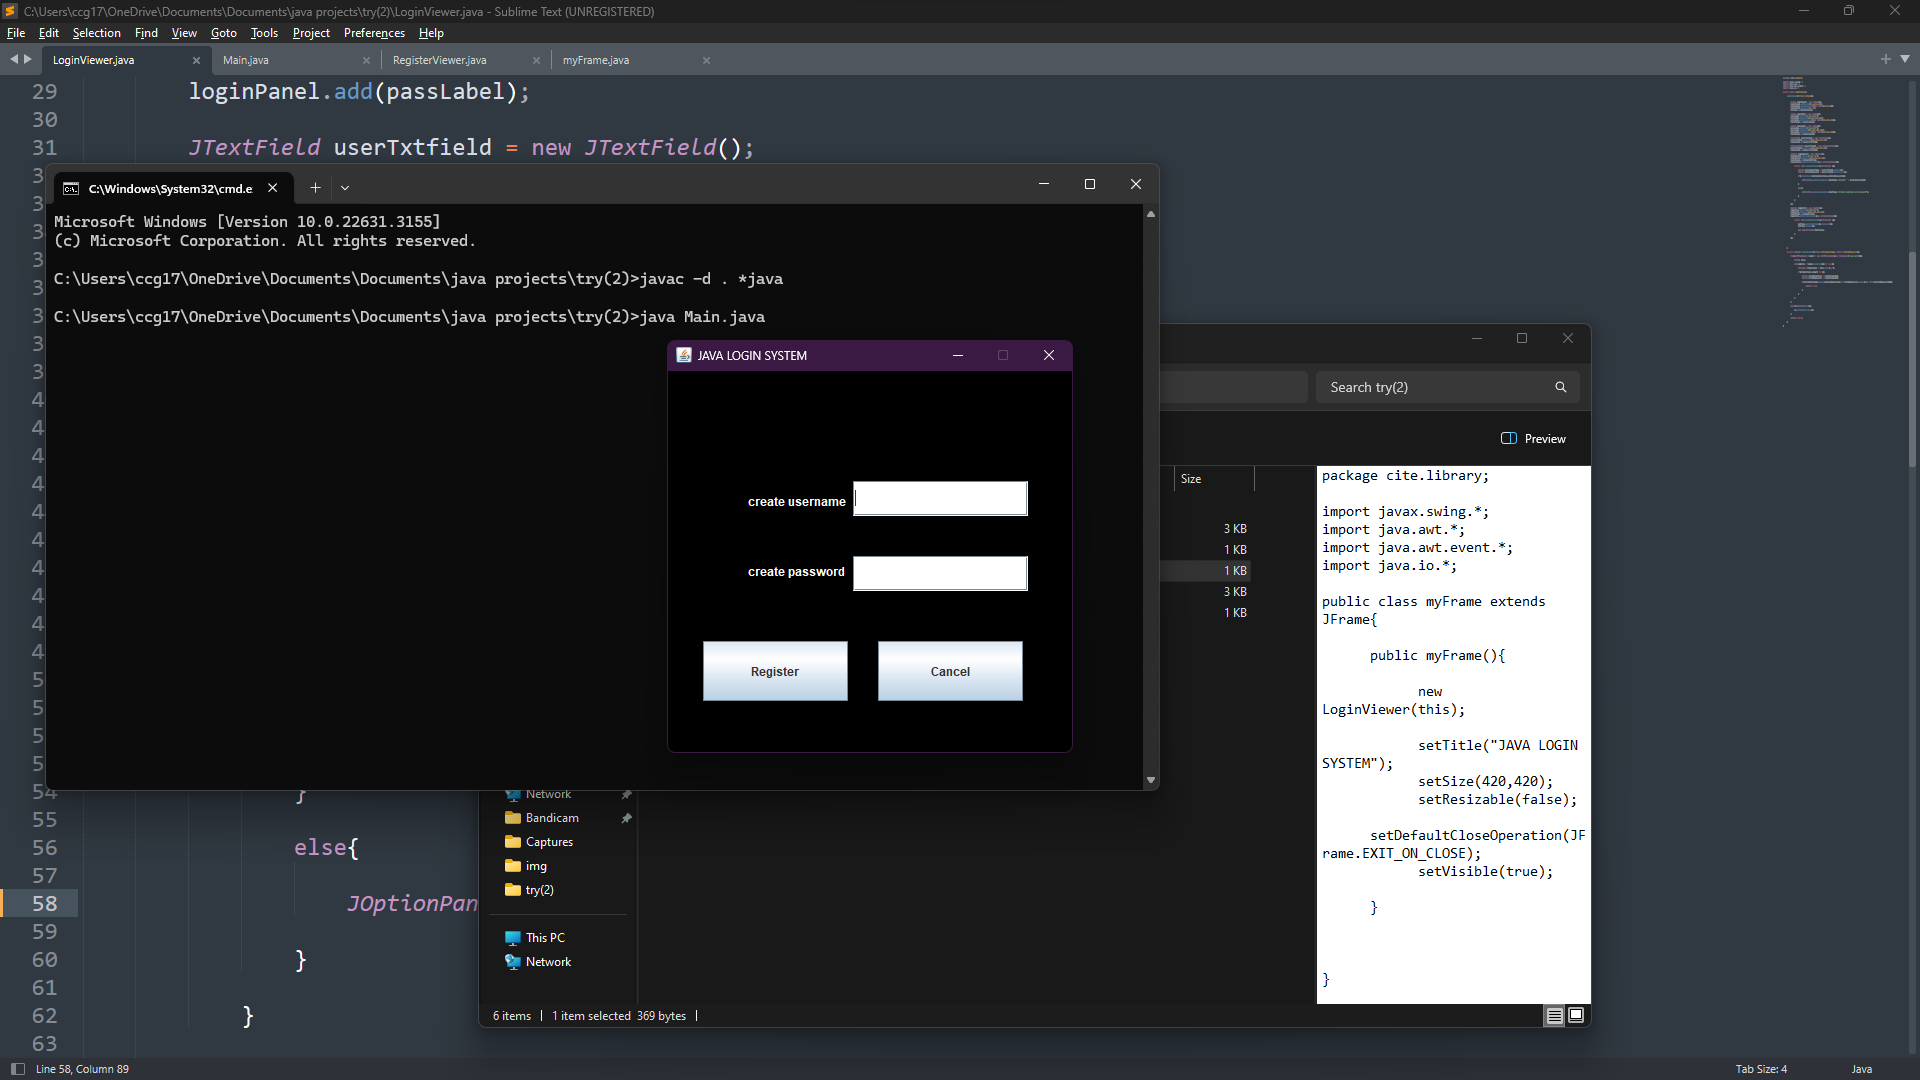 C:\Users\ccg17\OneDrive\Documents\Documents\java projects\try(2)\LoginViewer.java - Sublime Text (UNREGISTERED)
File Edit Selection Find View Goto Tools Project Preferences Help
LoginViewer.java Main.java RegisterViewer.java myFrame.java
29 loginPanel.add(passLabel);
30
31 JTextField userTxtfield = new JTextField();
C:\Windows\System32\cmd.e
Microsoft Windows [Version 10.0.22631.3155]
(c) Microsoft Corporation. All rights reserved.
C:\Users\ccg17\OneDrive\Documents\Documents\java projects\try(2)>javac -d . *java
C:\Users\ccg17\OneDrive\Documents\Documents\java projects\try(2)>java Main.java
JAVA LOGIN SYSTEM
create username
create password
Register Cancel
Search try(2)
Preview
Size
3 KB
1 KB
1 KB
3 KB
1 KB
package cite.library;
import javax.swing.*;
import java.awt.*;
import java.awt.event.*;
import java.io.*;
public class myFrame extends
JFrame{
public myFrame(){
new
LoginViewer(this);
setTitle("JAVA LOGIN
SYSTEM");
setSize(420,420);
setResizable(false);
setDefaultCloseOperation(JF
rame.EXIT_ON_CLOSE);
setVisible(true);
}
}
Network
Bandicam
Captures
img
try(2)
This PC
Network
6 items 1 item selected 369 bytes
54 }
55
56 else{
57
58 JOptionPan
59
60 }
61
62 }
63
Line 58, Column 89
Tab Size: 4 Java